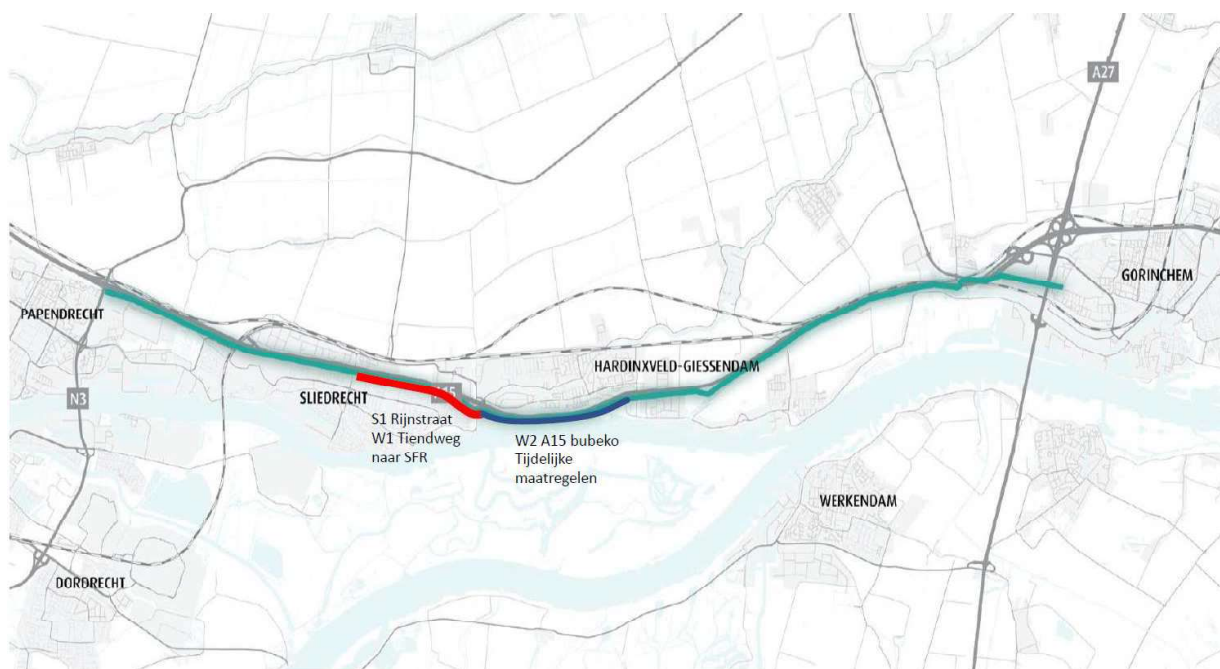 A27
GORINCHEM
PAPENDRECHT
HARDINXVELD-GIESSENDAM
N3
SLIEDRECHT
A15
S1 Rijnstraat
W1 Tiendweg
naar SFR
W2 A15 bubeko
Tijdelijke
maatregelen
WERKENDAM
DORDRECHT